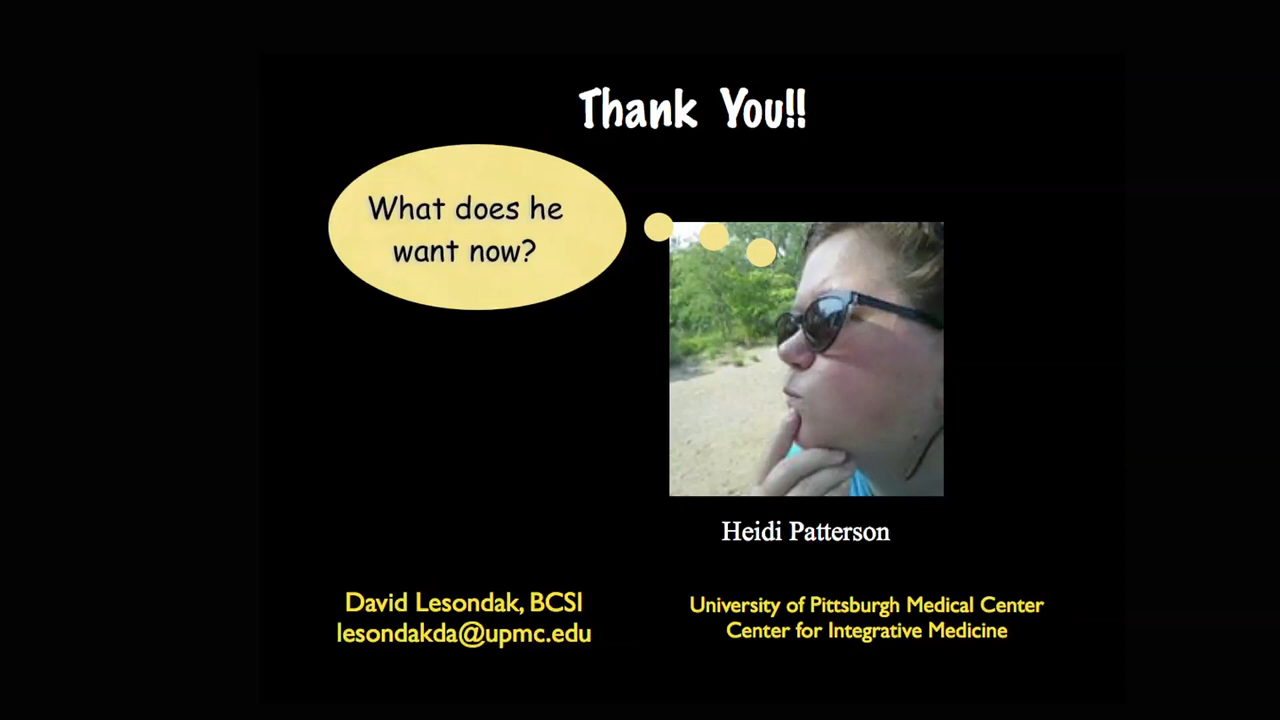 Thank You!!
What does he
want now?
Heidi Patterson
David Lesondak, BCSI
lesondakda@upmc.edu
University of Pittsburgh Medical Center
Center for Integrative Medicine